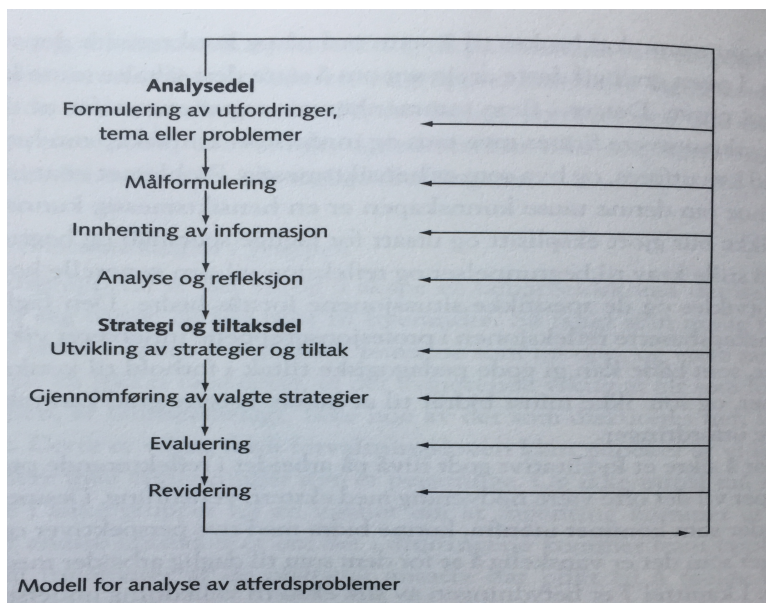 Analysedel
Formulering av utfordringer,
tema eller problemer
Målformulering
Innhenting av informasjon
Analyse og refleksjon
Strategi og tiltaksdel
Utvikling av strategier og tiltak
Gjennomføring av valgte strategier
Evaluering
Revidering
Modell for analyse av atferdsproblemer